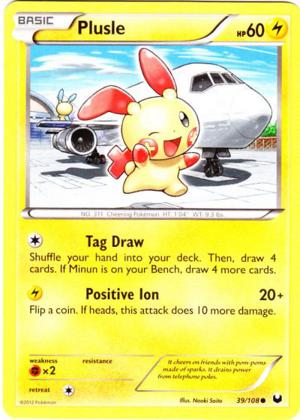 BASIC
Plusle
HP60
NO. 311 Cheering Pokémon HT: 1'04" WT: 9.3 lbs.
Tag Draw
Shuffle your hand into your deck. Then, draw 4
cards. If Minun is on your Bench, draw 4 more cards.
Positive Ion 20+
Flip a coin. If heads, this attack does 10 more damage.
weakness resistance
×2
retreat
It cheers on friends with pom-poms
made of sparks. It drains power
from telephone poles.
©2012 Pokémon
Illus. Naoki Saito
39/108